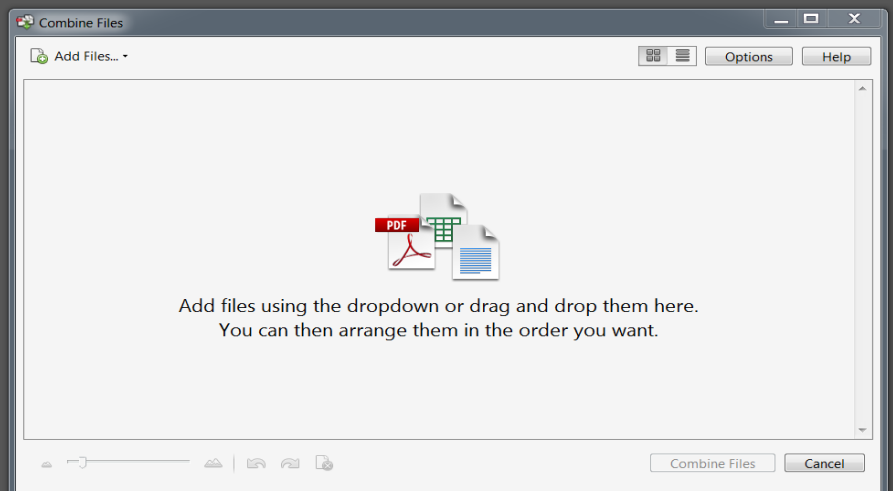 Combine Files
Add Files...
Options
Help
PDF
Add files using the dropdown or drag and drop them here.
You can then arrange them in the order you want.
Combine Files
Cancel